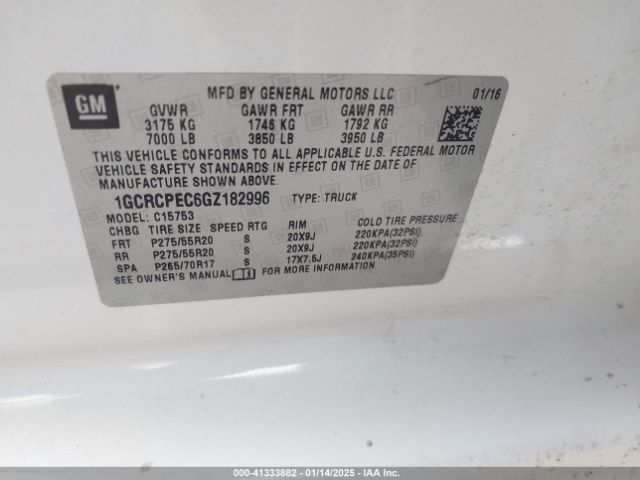 GM
MFD BY GENERAL MOTORS LLC 01/16
GVWR GAWR FRT GAWR RR
3175 KG 1746 KG 1792 KG
7000 LB 3850 LB 3950 LB
THIS VEHICLE CONFORMS TO ALL APPLICABLE U.S. FEDERAL MOTOR
VEHICLE SAFETY STANDARDS IN EFFECT ON THE DATE OF
MANUFACTURE SHOWN ABOVE.
1GCRCPEC6GZ182996 TYPE: TRUCK
MODEL: C15753
CHBG TIRE SIZE SPEED RTG RIM COLD TIRE PRESSURE
FRT P275/55R20 S 20X9J 220KPA(32PSI)
RR P275/55R20 S 20X9J 220KPA(32PSI)
SPA P265/70R17 S 17X7.5J 240KPA(35PSI)
SEE OWNER'S MANUAL FOR MORE INFORMATION.
000-41333882 — 01/14/2025 — IAA Inc. — Copyright